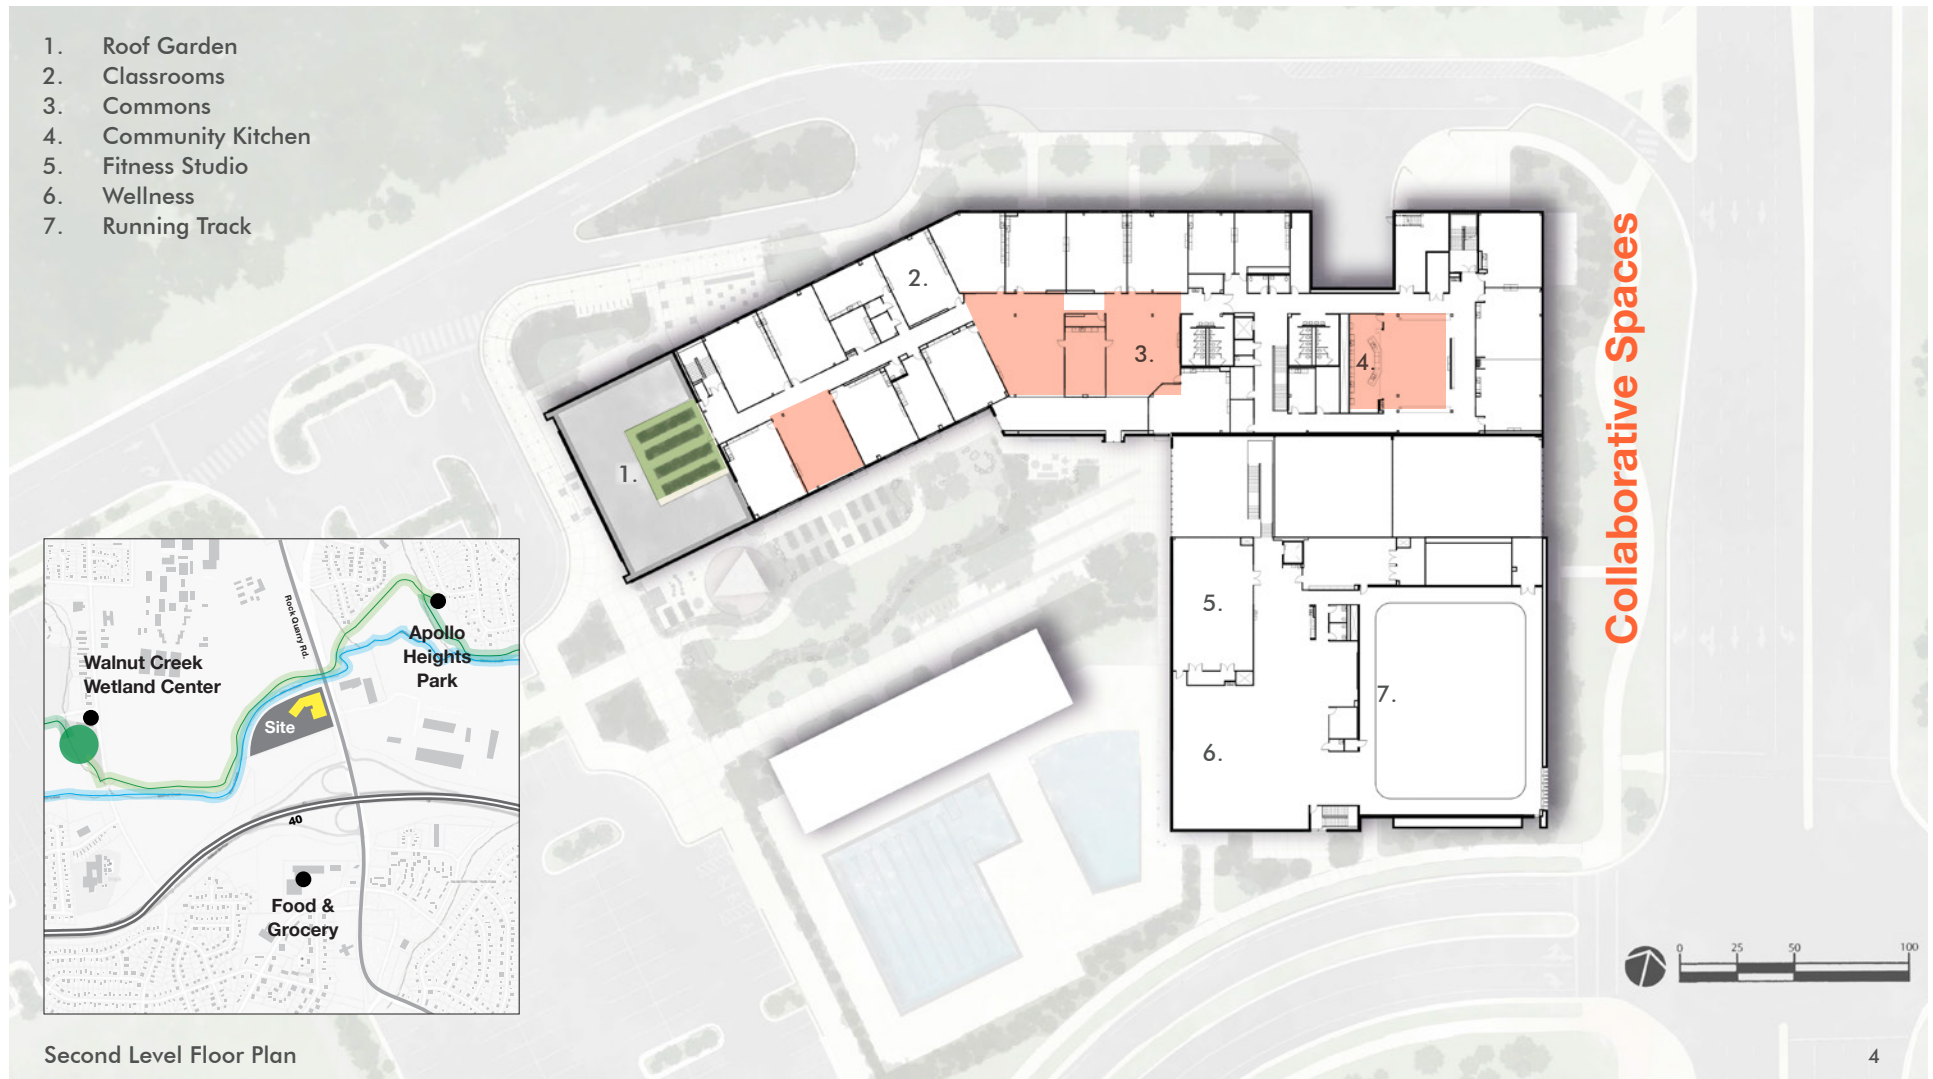 1. Roof Garden
2. Classrooms
3. Commons
4. Community Kitchen
5. Fitness Studio
6. Wellness
7. Running Track
2.
3.
4.
1.
5.
6.
7.
Collaborative Spaces
Rock Quarry Rd.
Apollo
Heights
Park
Walnut Creek
Wetland Center
Site
40
Food &
Grocery
0 25 50 100
Second Level Floor Plan
4